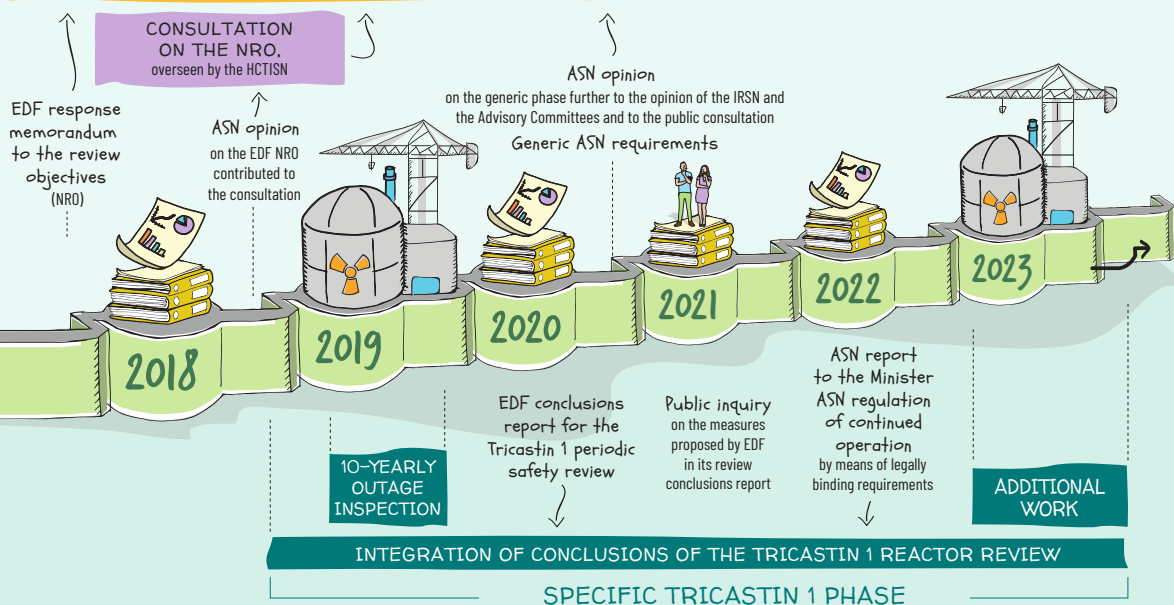 CONSULTATION
ON THE NRO,
overseen by the HCTISN
EDF response
memorandum
to the review
objectives
(NRO)
ASN opinion
on the EDF NRO
contributed to
the consultation
ASN opinion
on the generic phase further to the opinion of the IRSN and
the Advisory Committees and to the public consultation
Generic ASN requirements
2018
2019
2020
2021
2022
2023
10-YEARLY
OUTAGE
INSPECTION
EDF conclusions
report for the
Tricastin 1 periodic
safety review
Public inquiry
on the measures
proposed by EDF
in its review
conclusions report
ASN report
to the Minister
ASN regulation
of continued
operation
by means of legally
binding requirements
ADDITIONAL
WORK
INTEGRATION OF CONCLUSIONS OF THE TRICASTIN 1 REACTOR REVIEW
SPECIFIC TRICASTIN 1 PHASE